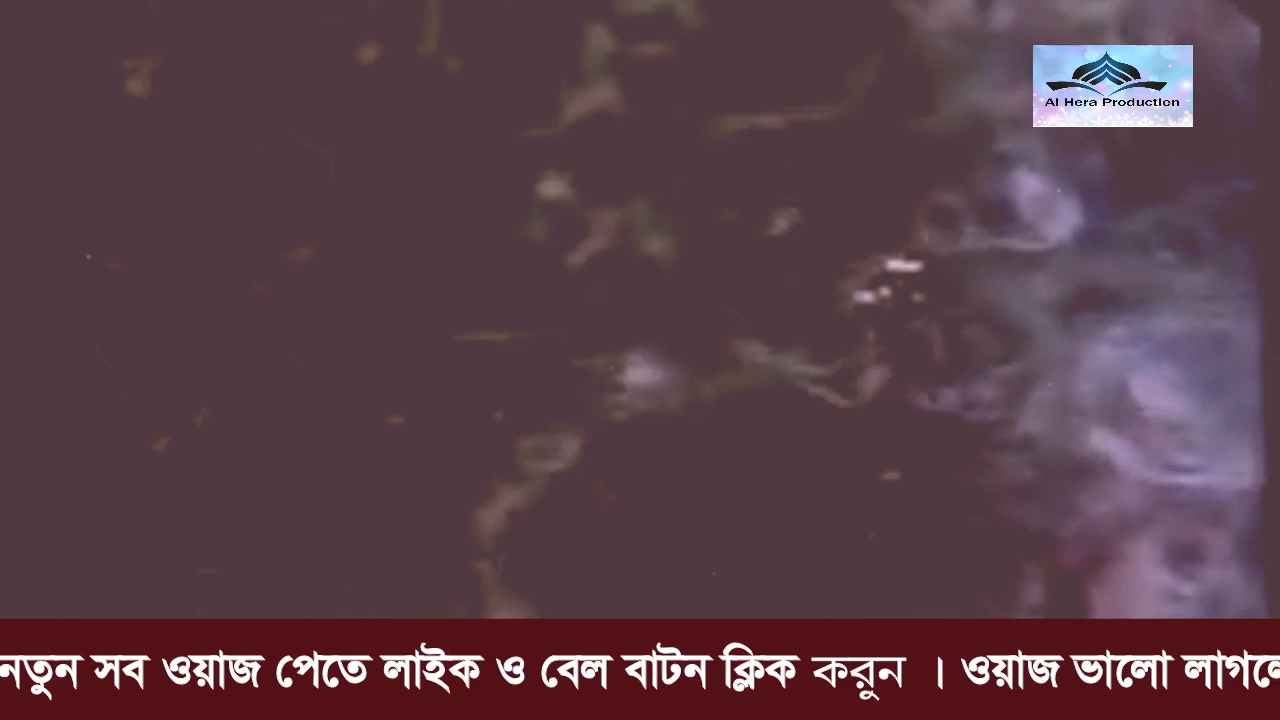 Al Hera Production
নতুন সব ওয়াজ পেতে লাইক ও বেল বাটন ক্লিক করুন । ওয়াজ ভালো লাগলে